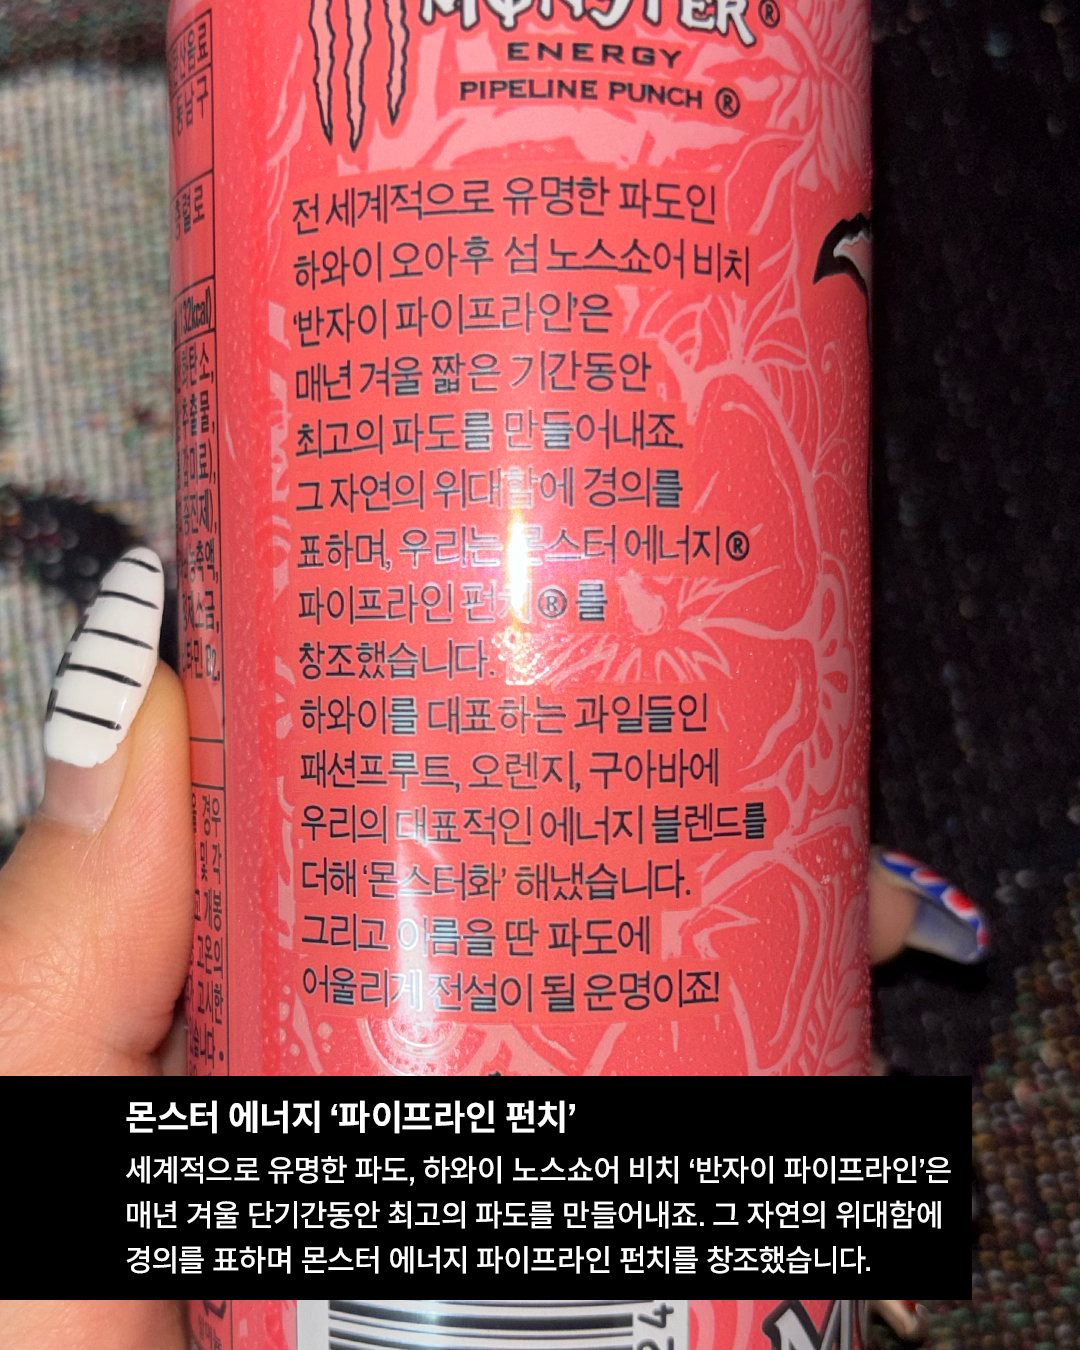 MONSTER®
ENERGY
PIPELINE PUNCH ®
전 세계적으로 유명한 파도인
하와이 오아후 섬 노스쇼어 비치
‘반자이 파이프라인’은
매년 겨울 짧은 기간동안
최고의 파도를 만들어내죠.
그 자연의 위대함에 경의를
표하며, 우리는 몬스터 에너지®
파이프라인 펀치® 를
창조했습니다.
하와이를 대표하는 과일들인
패션프루트, 오렌지, 구아바에
우리의 대표적인 에너지 블렌드를
더해 ‘몬스터화’ 해냈습니다.
그리고 이름을 딴 파도에
어울리게 전설이 될 운명이죠!
동남구
충렬로
추출물,
농축액,
몬스터 에너지 ‘파이프라인 펀치’
세계적으로 유명한 파도, 하와이 노스쇼어 비치 ‘반자이 파이프라인’은
매년 겨울 단기간동안 최고의 파도를 만들어내죠. 그 자연의 위대함에
경의를 표하며 몬스터 에너지 파이프라인 펀치를 창조했습니다.